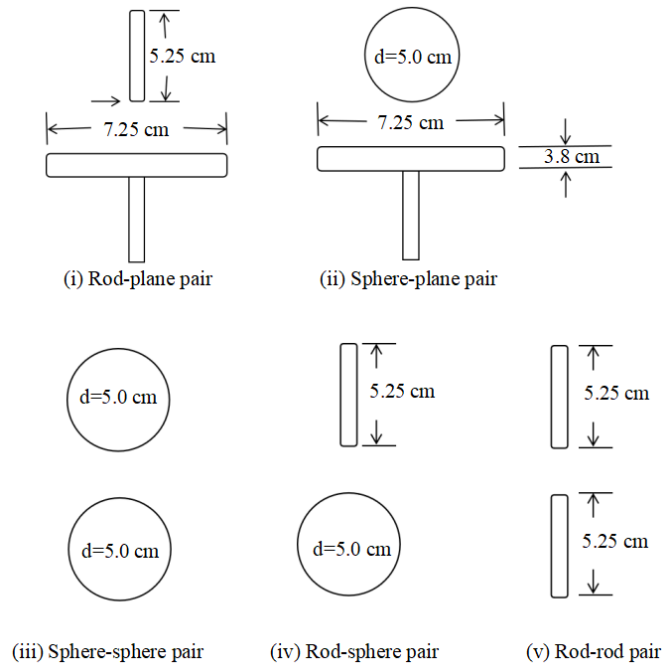 5.25 cm
7.25 cm
(i) Rod-plane pair
d=5.0 cm
7.25 cm
3.8 cm
(ii) Sphere-plane pair
d=5.0 cm
d=5.0 cm
(iii) Sphere-sphere pair
5.25 cm
d=5.0 cm
(iv) Rod-sphere pair
5.25 cm
5.25 cm
(v) Rod-rod pair